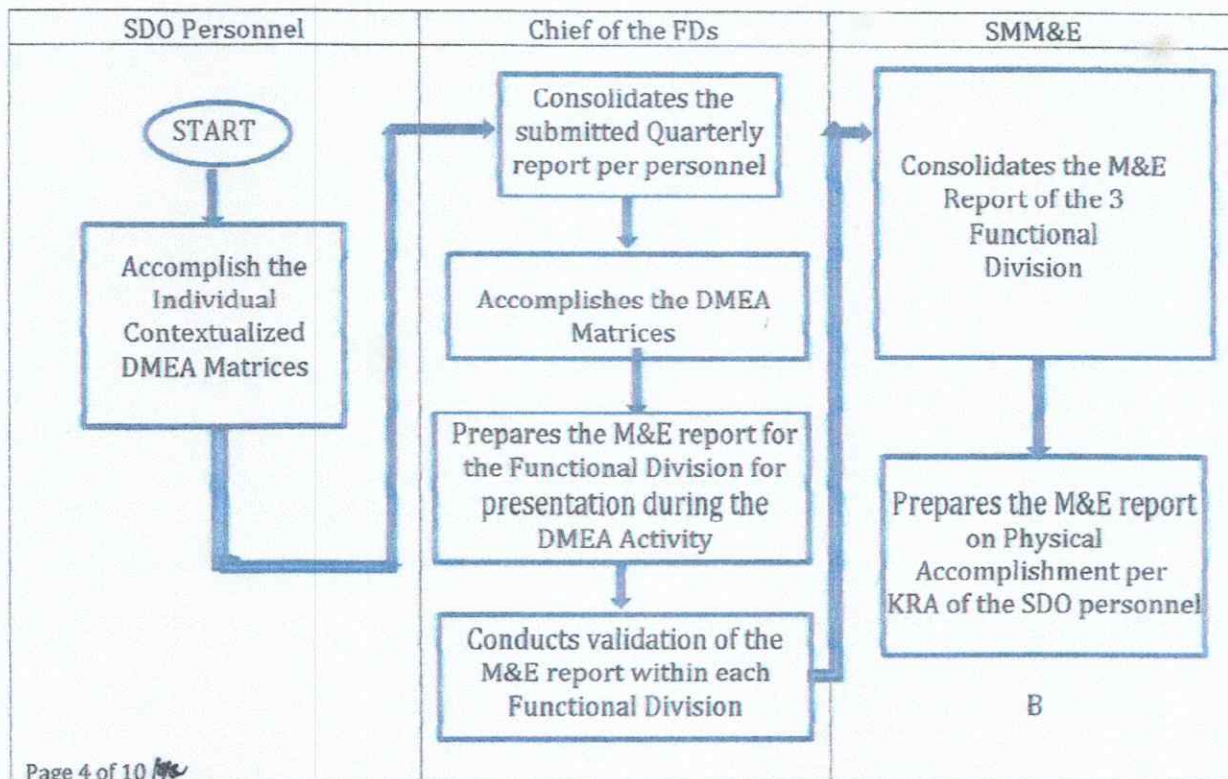 SDO Personnel
Chief of the FDs
SMM&E
START
Accomplish the
Individual
Contextualized
DMEA Matrices
Consolidates the
submitted Quarterly
report per personnel
Accomplishes the DMEA
Matrices
Prepares the M&E report for
the Functional Division for
presentation during the
DMEA Activity
Conducts validation of the
M&E report within each
Functional Division
Consolidates the M&E
Report of the 3
Functional
Division
Prepares the M&E report
on Physical
Accomplishment per
KRA of the SDO personnel
B
Page 4 of 10